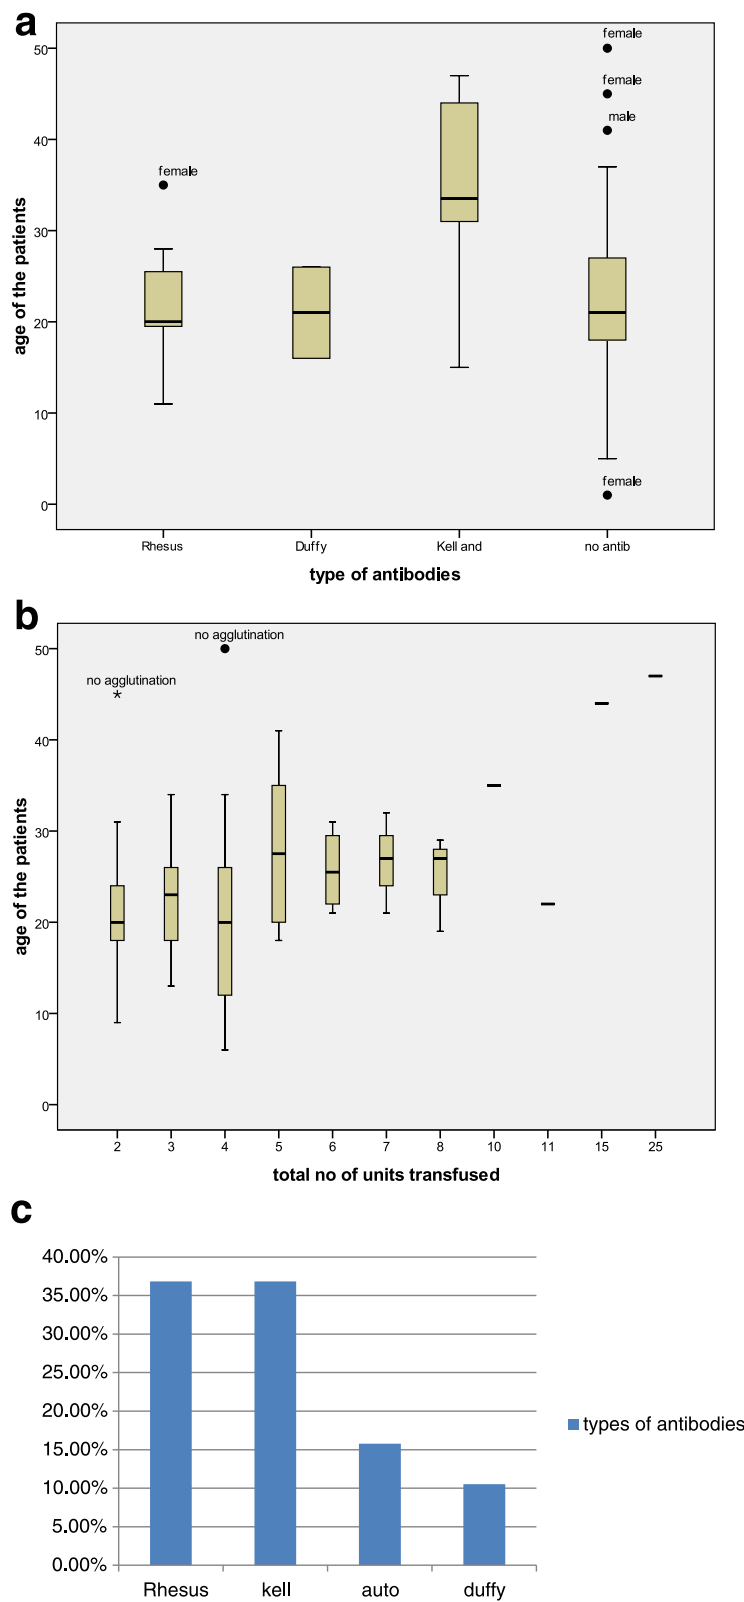 a
50
40
30
20
10
0
age of the patients
female
female
female
male
female
Rhesus
Duffy
Kell and
no antib
type of antibodies
b
50
40
30
20
10
0
age of the patients
no agglutination
no agglutination
*
2
3
4
5
6
7
8
10
11
15
25
total no of units transfused
c
40.00%
35.00%
30.00%
25.00%
20.00%
15.00%
10.00%
5.00%
0.00%
Rhesus
kell
auto
duffy
types of antibodies